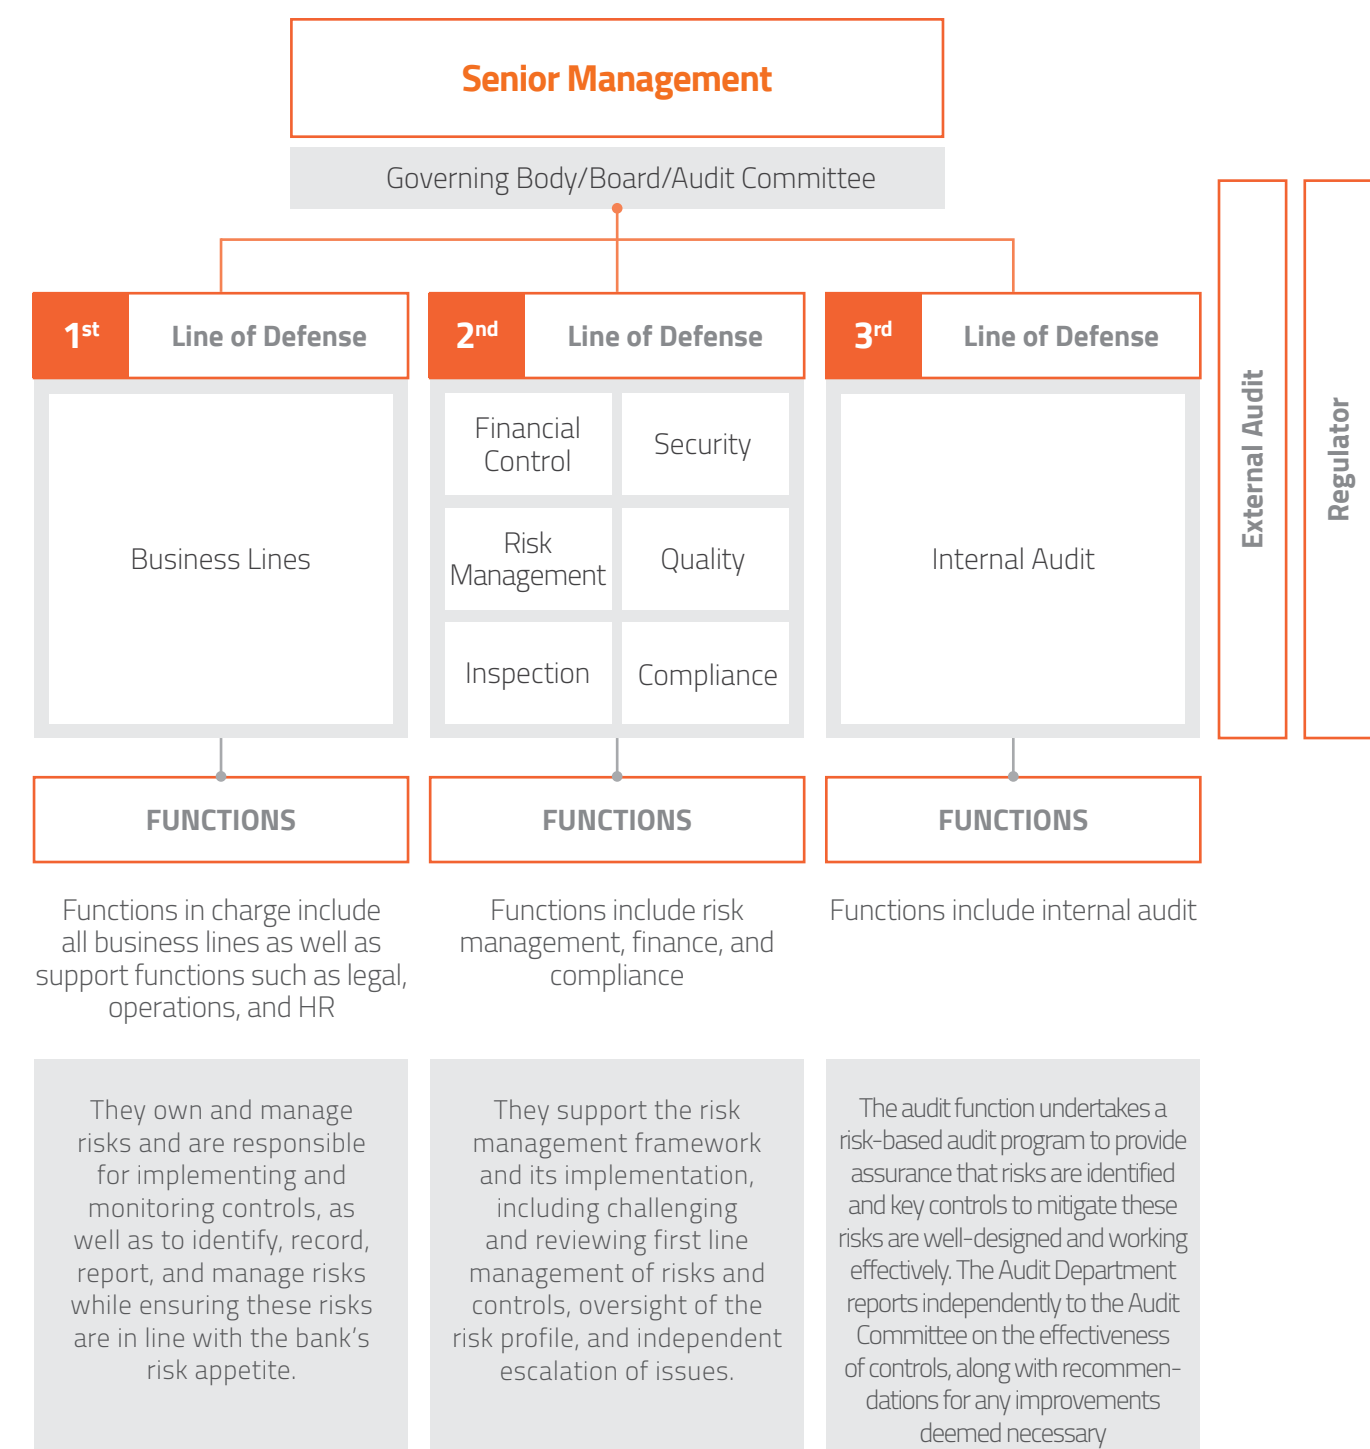 Senior Management
Governing Body/Board/Audit Committee
1st
Line of Defense
2nd
Line of Defense
3rd
Line of Defense
Business Lines
Financial
Control
Security
Risk
Management
Quality
Inspection
Compliance
Internal Audit
External Audit
Regulator
FUNCTIONS
FUNCTIONS
FUNCTIONS
Functions in charge include
all business lines as well as
support functions such as legal,
operations, and HR
Functions include risk
management, finance, and
compliance
Functions include internal audit
They own and manage
risks and are responsible
for implementing and
monitoring controls, as
well as to identify, record,
report, and manage risks
while ensuring these risks
are in line with the bank's
risk appetite.
They support the risk
management framework
and its implementation,
including challenging
and reviewing first line
management of risks and
controls, oversight of the
risk profile, and independent
escalation of issues.
The audit function undertakes a
risk-based audit program to provide
assurance that risks are identified
and key controls to mitigate these
risks are well-designed and working
effectively. The Audit Department
reports independently to the Audit
Committee on the effectiveness
of controls, along with recommen-
dations for any improvements
deemed necessary